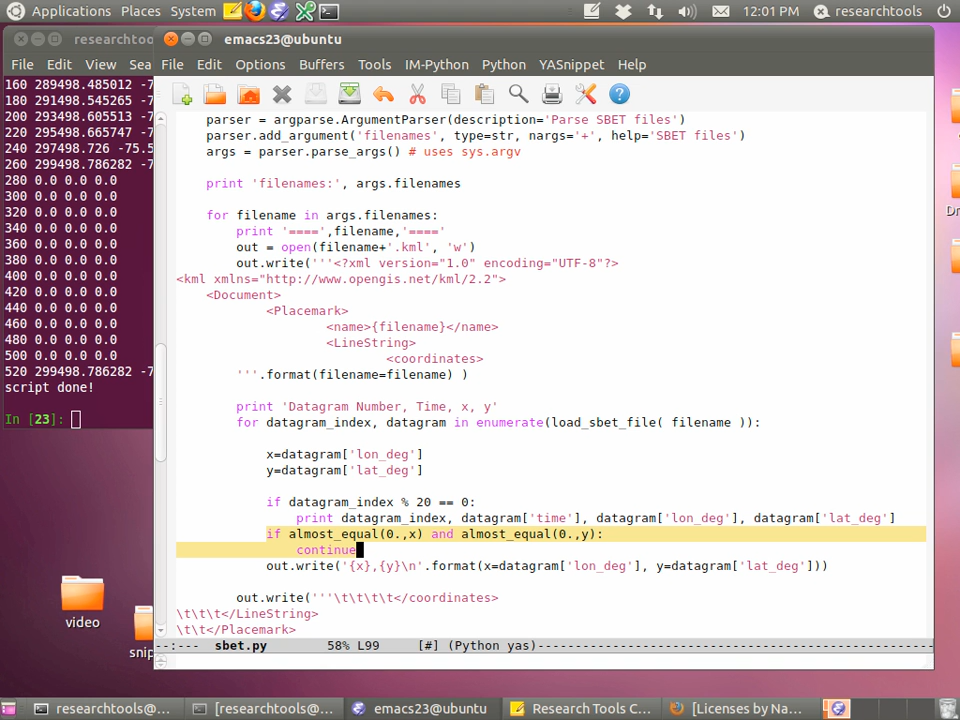 Applications Places System 12:01 PM researchtools
researchtoo emacs23@ubuntu
File Edit View Sea
File Edit Options Buffers Tools IM-Python Python YASnippet Help
160 289498.485012 -7
180 291498.545265 -7
200 293498.605513 -7
220 295498.665747 -7
240 297498.726 -75.5
260 299498.786282 -7
280 0.0 0.0 0.0
300 0.0 0.0 0.0
320 0.0 0.0 0.0
340 0.0 0.0 0.0
360 0.0 0.0 0.0
380 0.0 0.0 0.0
400 0.0 0.0 0.0
420 0.0 0.0 0.0
440 0.0 0.0 0.0
460 0.0 0.0 0.0
480 0.0 0.0 0.0
500 0.0 0.0 0.0
520 299498.786282 -7
script done!
In [23]:
parser = argparse.ArgumentParser(description='Parse SBET files')
parser.add_argument('filenames', type=str, nargs='+', help='SBET files')
args = parser.parse_args() # uses sys.argv
print 'filenames:', args.filenames
for filename in args.filenames:
print '====',filename,'===='
out = open(filename+'.kml', 'w')
out.write('''<?xml version="1.0" encoding="UTF-8"?>
<kml xmlns="http://www.opengis.net/kml/2.2">
<Document>
<Placemark>
<name>{filename}</name>
<LineString>
<coordinates>
'''.format(filename=filename) )
print 'Datagram Number, Time, x, y'
for datagram_index, datagram in enumerate(load_sbet_file( filename )):
x=datagram['lon_deg']
y=datagram['lat_deg']
if datagram_index % 20 == 0:
print datagram_index, datagram['time'], datagram['lon_deg'], datagram['lat_deg']
if almost_equal(0.,x) and almost_equal(0.,y):
continue
out.write('{x},{y}\n'.format(x=datagram['lon_deg'], y=datagram['lat_deg']))
out.write('''\t\t\t\t</coordinates>
\t\t\t</LineString>
\t\t</Placemark>
--:--- sbet.py 58% L99 [#] (Python yas)
Dr
video
snip
researchtools@... [researchtools@... emacs23@ubuntu Research Tools C... [Licenses by Na...